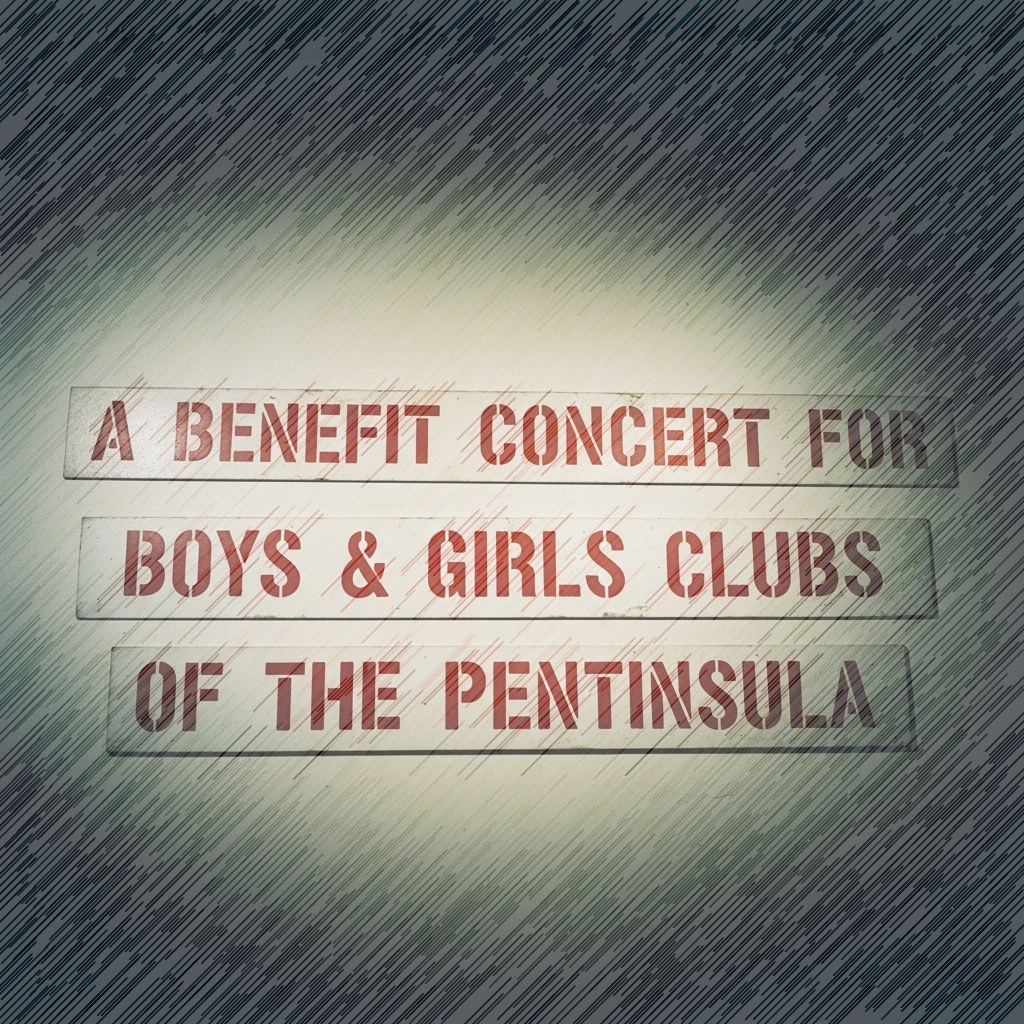 A BENEFIT CONCERT FOR
BOYS & GIRLS CLUBS
OF THE PENTINSULA